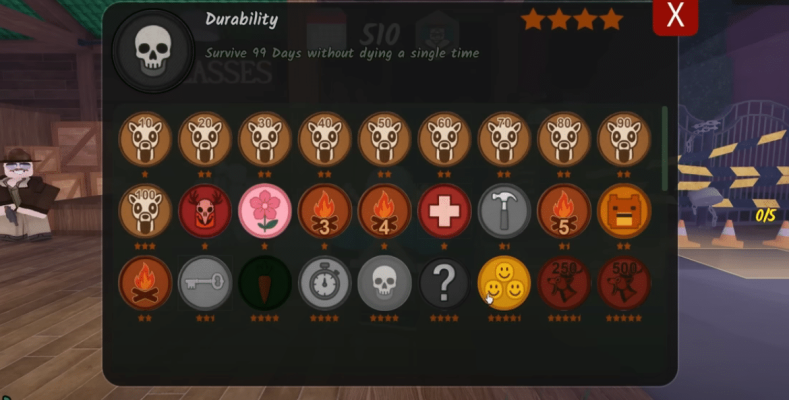 Durability
510
Survive 99 Days without dying a single time
ASSES
X
10 20 30 40 50 60 70 80 90
100 3 4 5
0/5
? 250 500